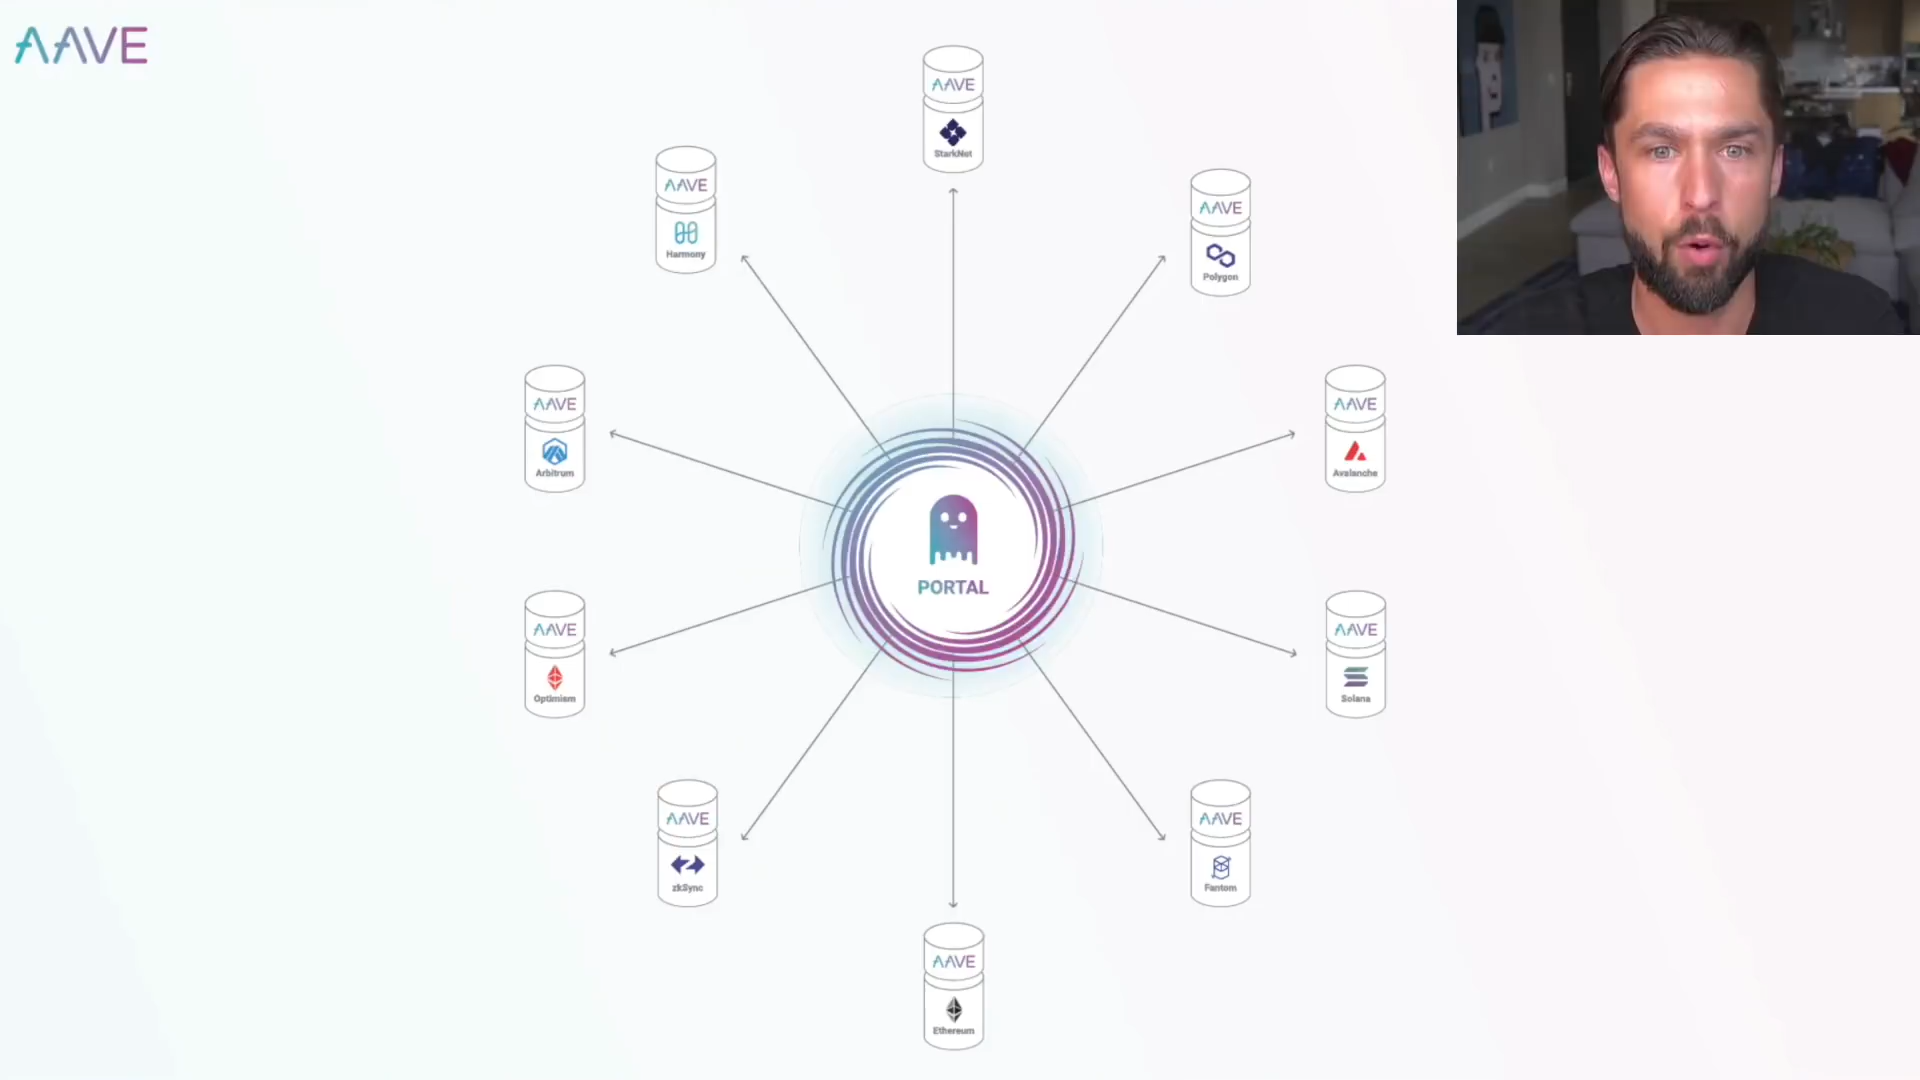 AAVE
AAVE
StarkNet
AAVE
Harmony
AAVE
Polygon
AAVE
Arbitrum
AAVE
Avalanche
PORTAL
AAVE
Optimism
AAVE
Solana
AAVE
zkSync
AAVE
Fantom
AAVE
Ethereum